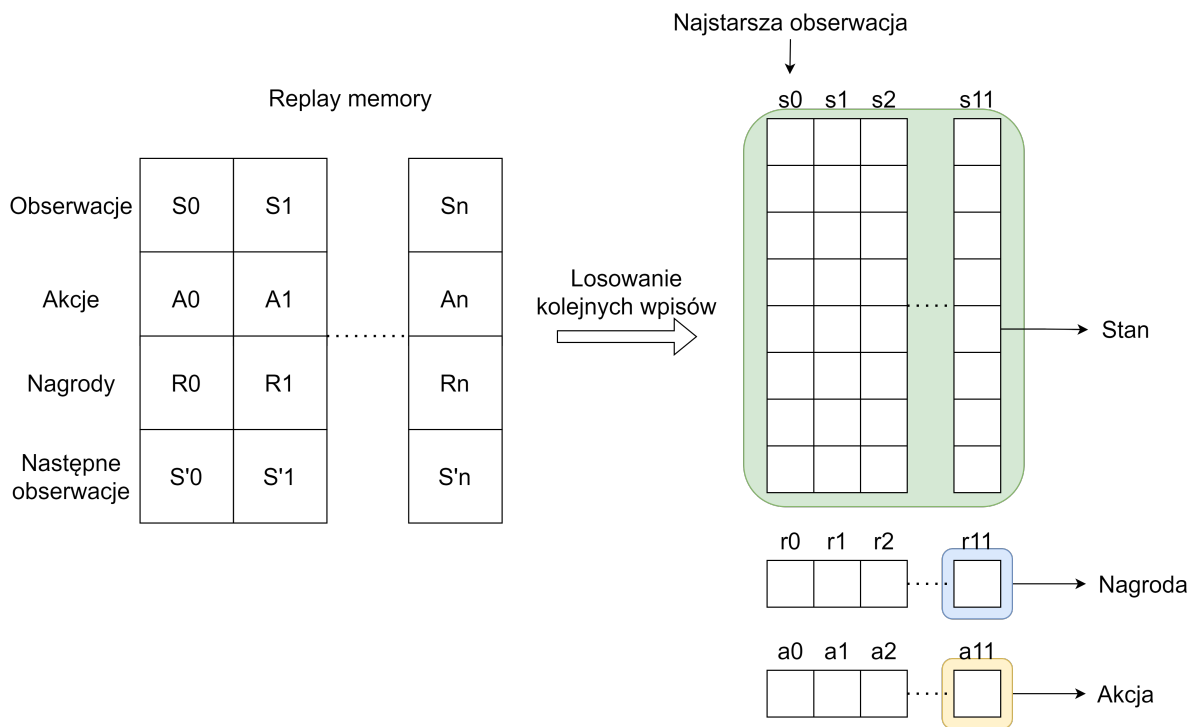 Najstarsza obserwacja
Replay memory
s0 s1 s2 s11
Obserwacje S0 S1 Sn
Akcje A0 A1 An
Losowanie
kolejnych wpisów
Stan
Nagrody R0 R1 Rn
Następne
obserwacje S'0 S'1 S'n
r0 r1 r2 r11
Nagroda
a0 a1 a2 a11
Akcja